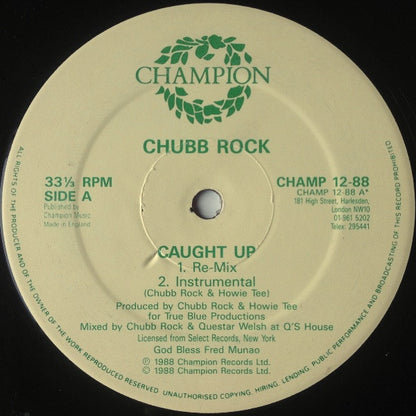 CHAMPION
CHUBB ROCK
33⅓ RPM
SIDE A
Published by
Champion Music
Made in England
CHAMP 12-88
CHAMP 12 88 A*
181 High Street, Harlesden,
London NW10
01-961 5202
Telex: 295441
CAUGHT UP
1. Re-Mix
2. Instrumental
(Chubb Rock & Howie Tee)
Produced by Chubb Rock & Howie Tee
for True Blue Productions
Mixed by Chubb Rock & Questar Welsh at Q'S House
Licensed from Select Records, New York
God Bless Fred Munao
Ⓟ 1988 Champion Records Ltd.
© 1988 Champion Records Ltd.
ALL RIGHTS OF THE PRODUCER AND OF THE OWNER OF THE WORK REPRODUCED RESERVED UNAUTHORISED COPYING, HIRING, LENDING, PUBLIC PERFORMANCE AND BROADCASTING OF THIS RECORD PROHIBITED